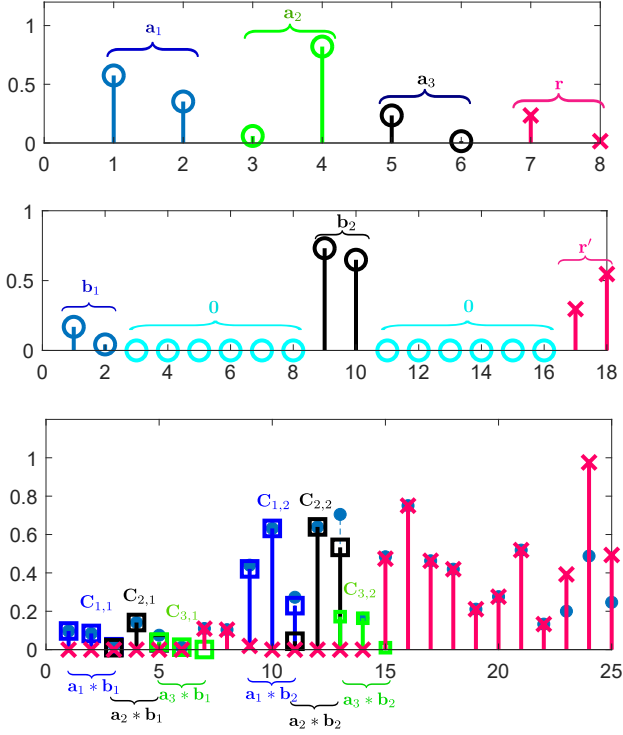 a₁ a₂ a₃ r
1
0.5
0
0 1 2 3 4 5 6 7 8
b₁ 0 b₂ 0 r′
1
0.5
0
0 2 4 6 8 10 12 14 16 18
C₁,₁ C₂,₁ C₃,₁ C₁,₂ C₂,₂ C₃,₂
1
0.8
0.6
0.4
0.2
0
0 5 10 15 20 25
a₁ * b₁ a₃ * b₁ a₁ * b₂ a₃ * b₂
a₂ * b₁ a₂ * b₂